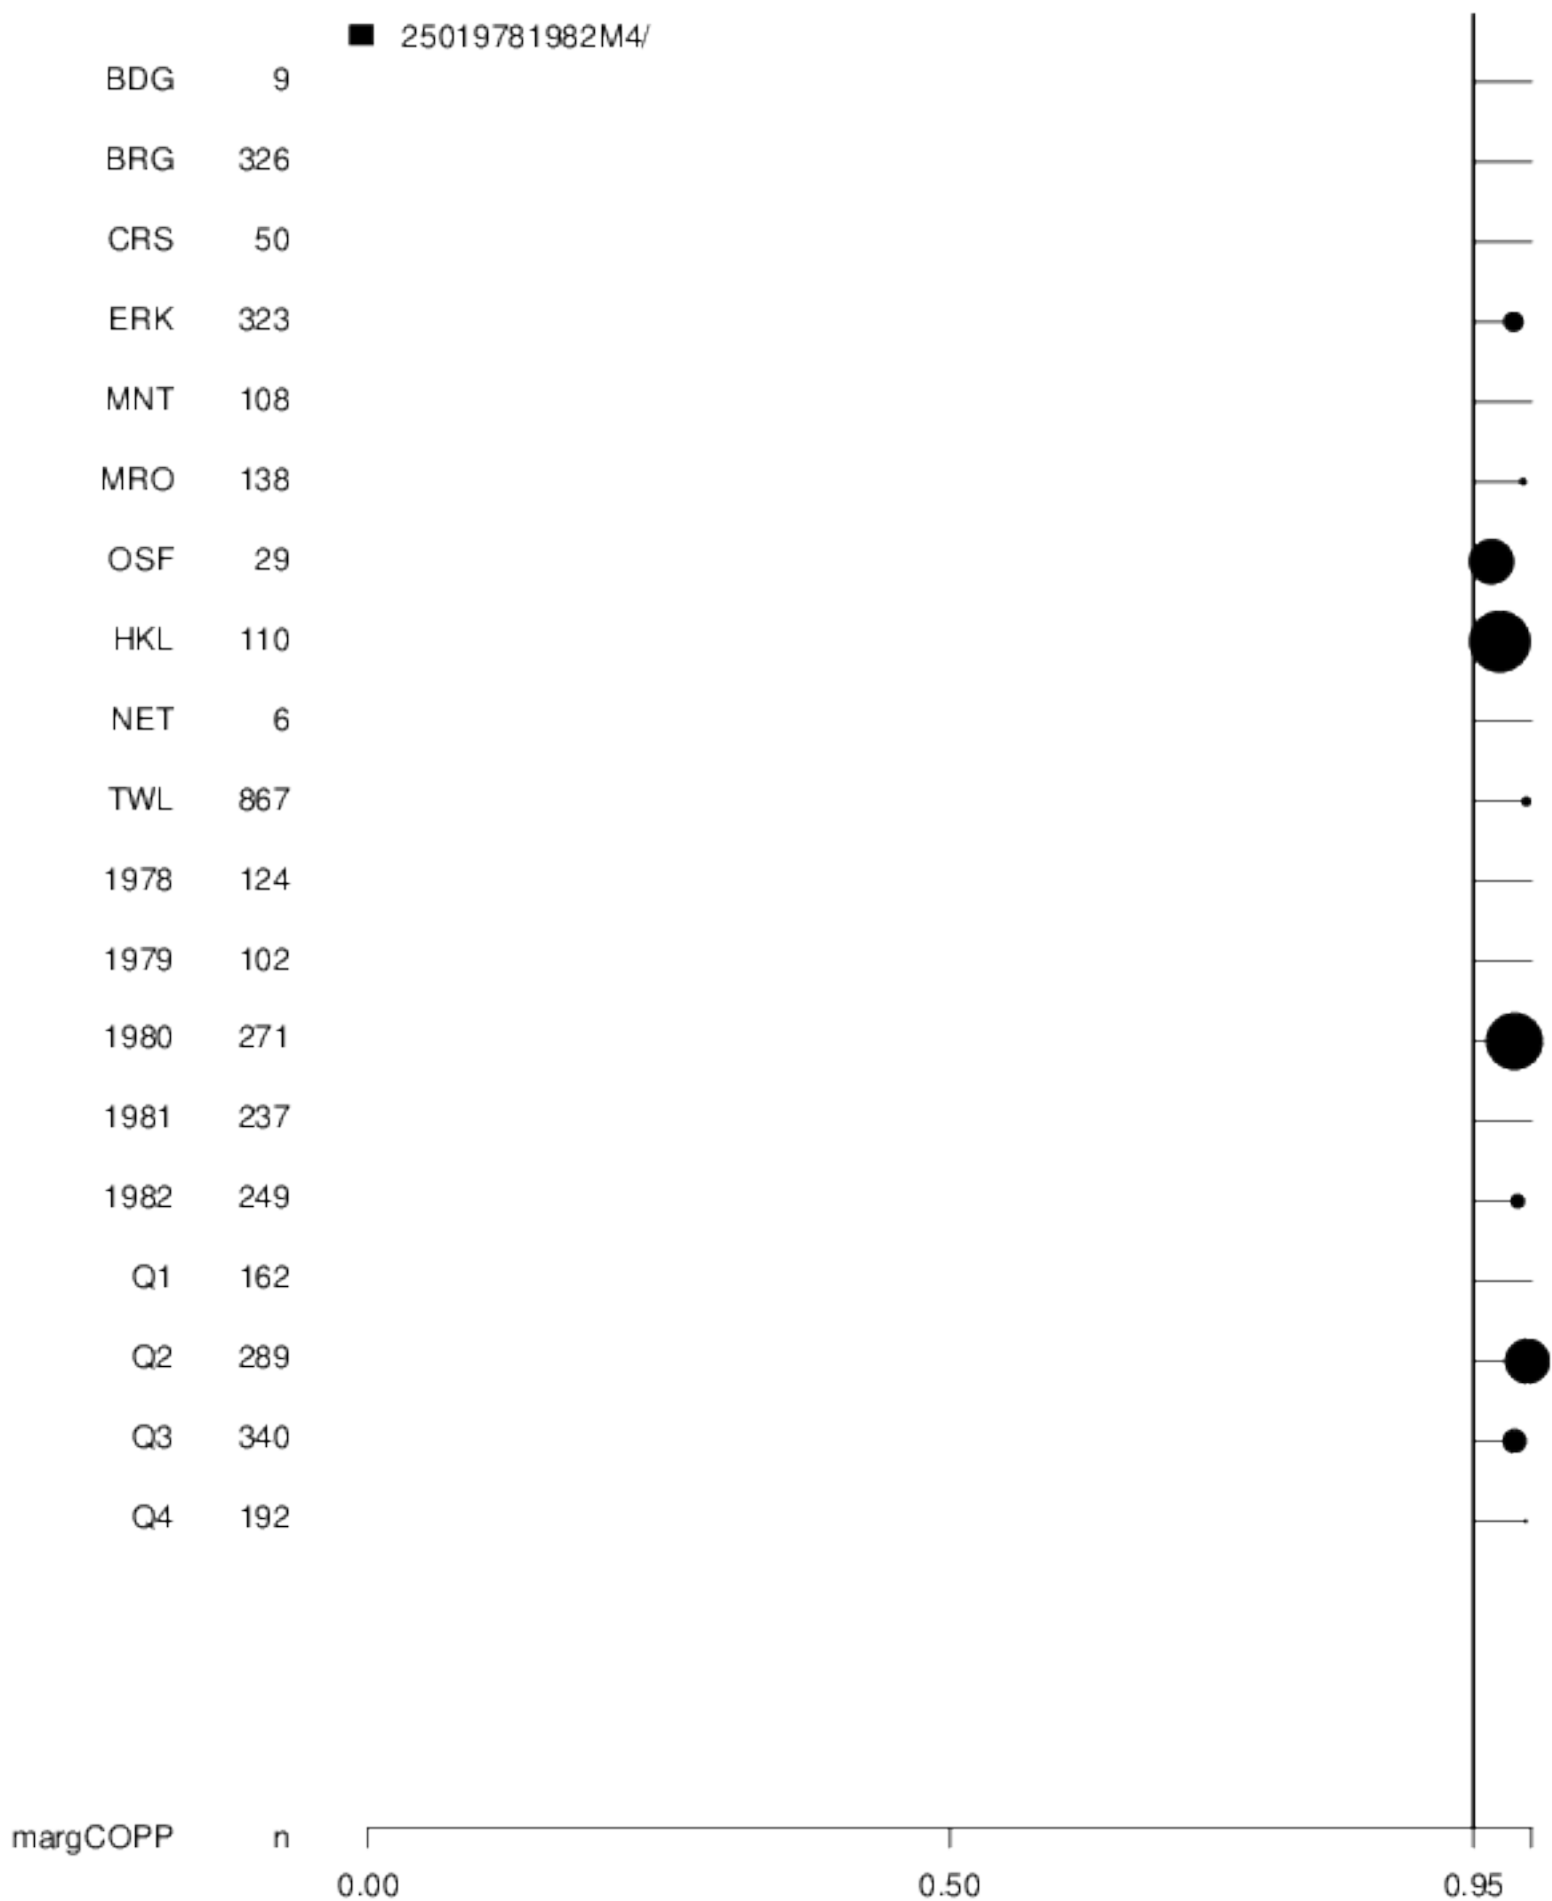 25019781982M4/
BDG 9
BRG 326
CRS 50
ERK 323
MNT 108
MRO 138
OSF 29
HKL 110
NET 6
TWL 867
1978 124
1979 102
1980 271
1981 237
1982 249
Q1 162
Q2 289
Q3 340
Q4 192
margCOPP n
0.00 0.50 0.95